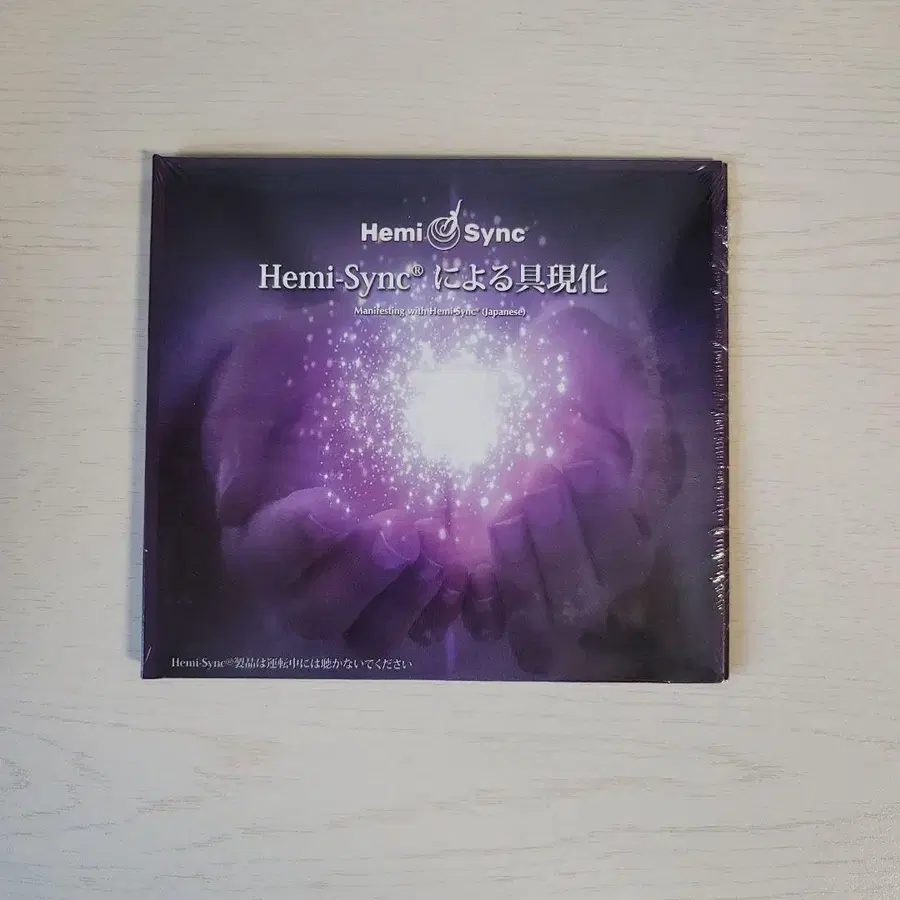 Hemi Sync
Hemi-Sync® による具現化
Manifesting with Hemi-Sync® (Japanese)
Hemi-Sync®製品は運転中には聴かないでください